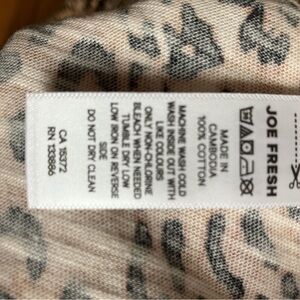 JOE FRESH
MADE IN
CAMBODIA
100% COTTON
MACHINE WASH COLD
WASH INSIDE OUT WITH
LIKE COLOURS
ONLY NON-CHLORINE
BLEACH WHEN NEEDED
TUMBLE DRY LOW
LOW IRON ON REVERSE
SIDE
DO NOT DRY CLEAN
CA 15372
RN 133886